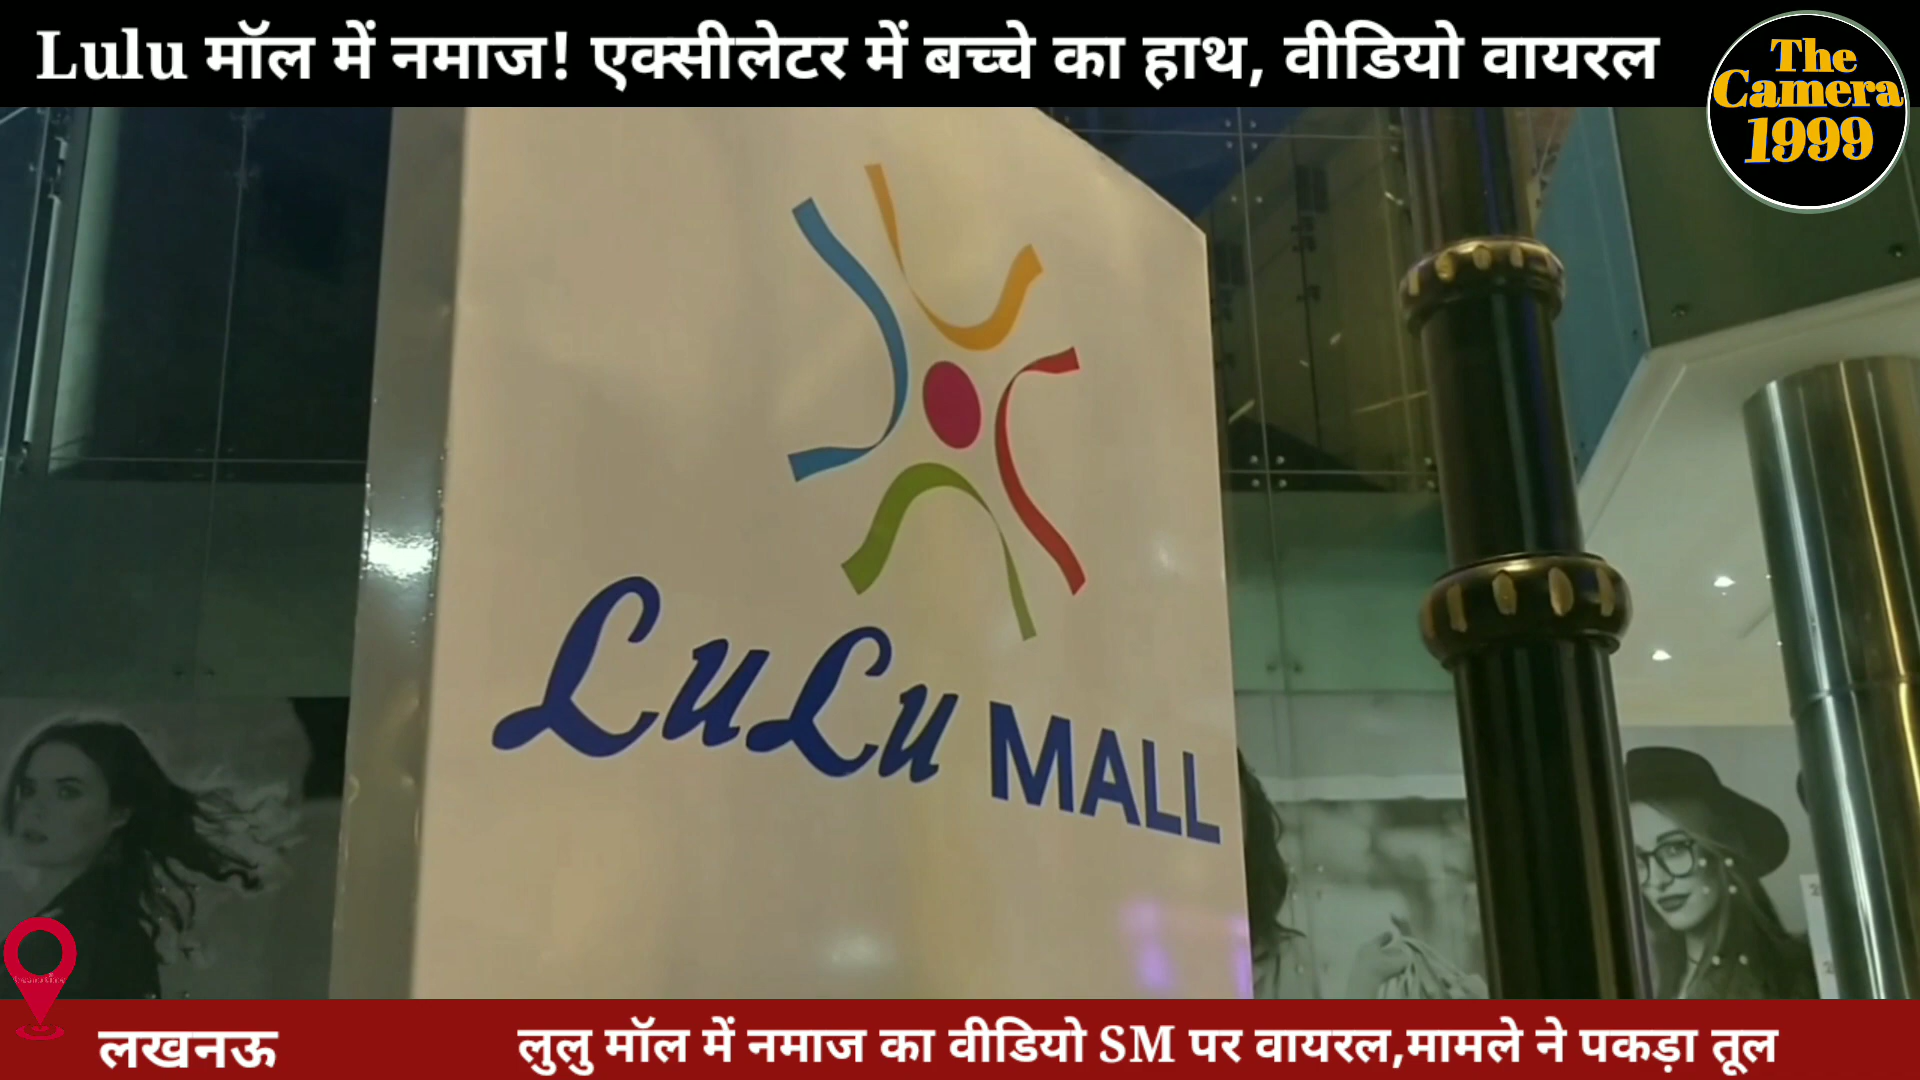 Lulu मॉल में नमाज! एक्सीलेटर में बच्चे का हाथ, वीडियो वायरल
The
Camera
1999
LuLu MALL
लखनऊ
लुलु मॉल में नमाज का वीडियो SM पर वायरल,मामले ने पकड़ा तूल